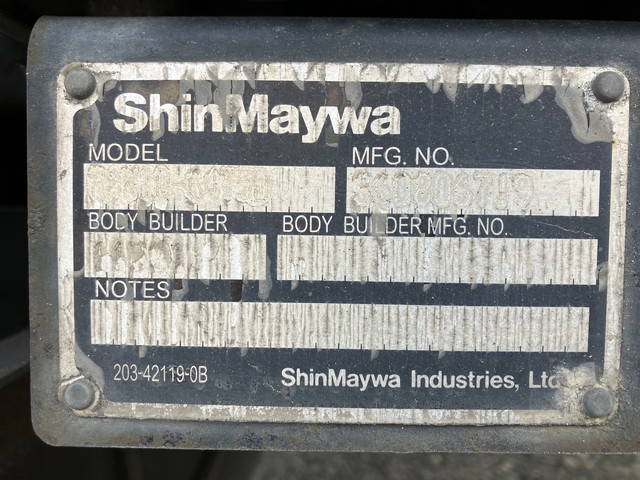 ShinMaywa
MODEL MFG. NO.
BODY BUILDER BODY BUILDER MFG. NO.
NOTES
203-42119-0B ShinMaywa Industries, Ltd